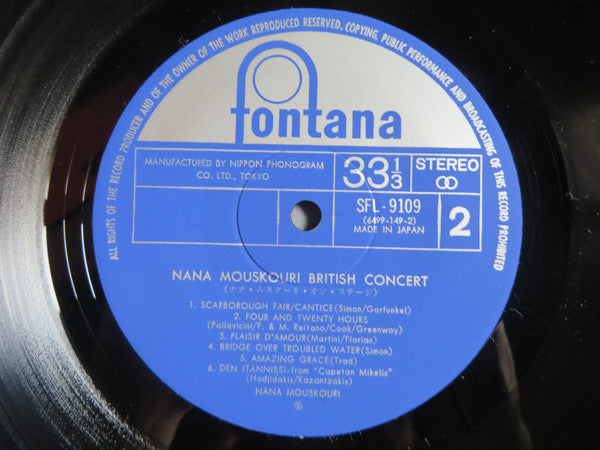 ALL RIGHTS OF THE RECORD PRODUCER AND OF THE OWNER OF THE WORK REPRODUCED RESERVED. COPYING, PUBLIC PERFORMANCE AND BROADCASTING OF THIS RECORD PROHIBITED
fontana
MANUFACTURED BY NIPPON PHONOGRAM
CO. LTD., TOKYO
33 1/3
STEREO
SFL-9109
(6499-149-2)
MADE IN JAPAN
2
NANA MOUSKOURI BRITISH CONCERT
(ナナ・ムスクーリ・オン・ステージ)
1. SCARBOROUGH FAIR/CANTICE(Simon/Garfunkel)
2. FOUR AND TWENTY HOURS
(Pallavicini/F. & M. Reitano/Cook/Greenway)
3. PLAISIR D'AMOUR(Martini/Florian)
4. BRIDGE OVER TROUBLED WATER(Simon)
5. AMAZING GRACE(Trad)
6. DEN ITANNISSI-from "Capetan Mikelis"
(Hadjidakis/Kazantzakis)
NANA MOUSKOURI